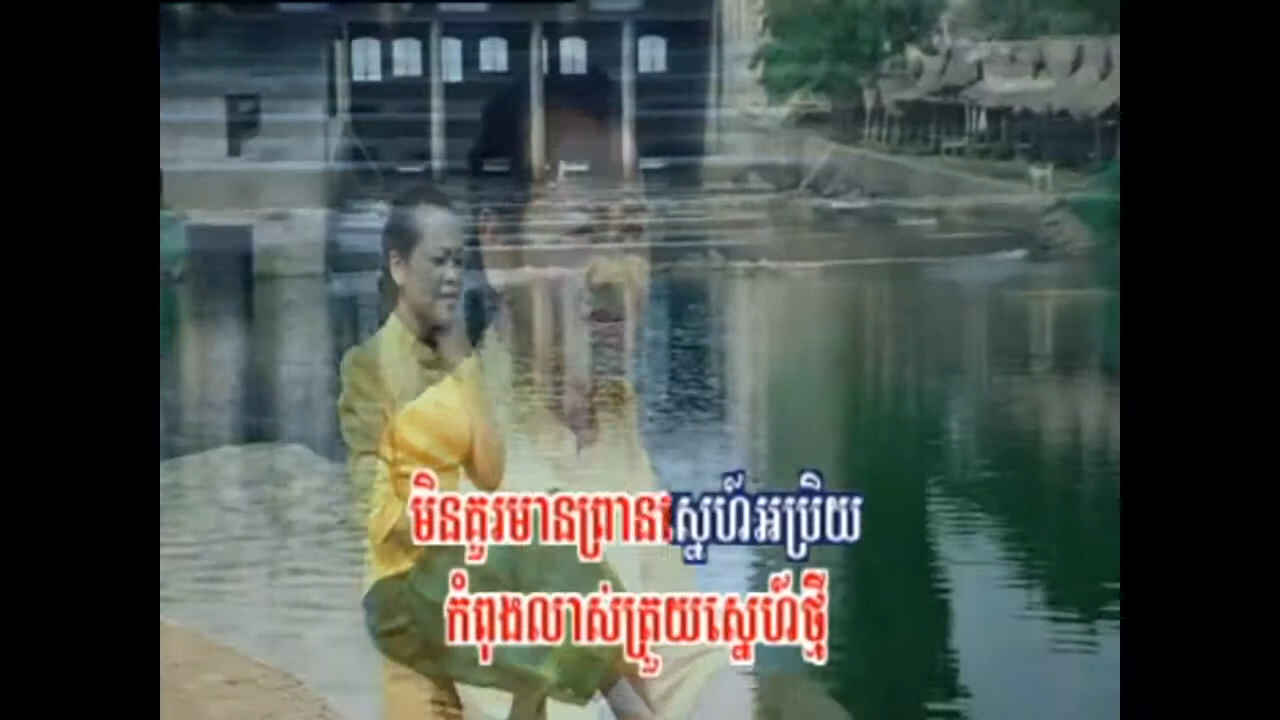 មិនគួរមានព្រានស្នេហ៍អប្រិយ
កំពុងលាស់ត្រួយស្នេហ៍ថ្មី